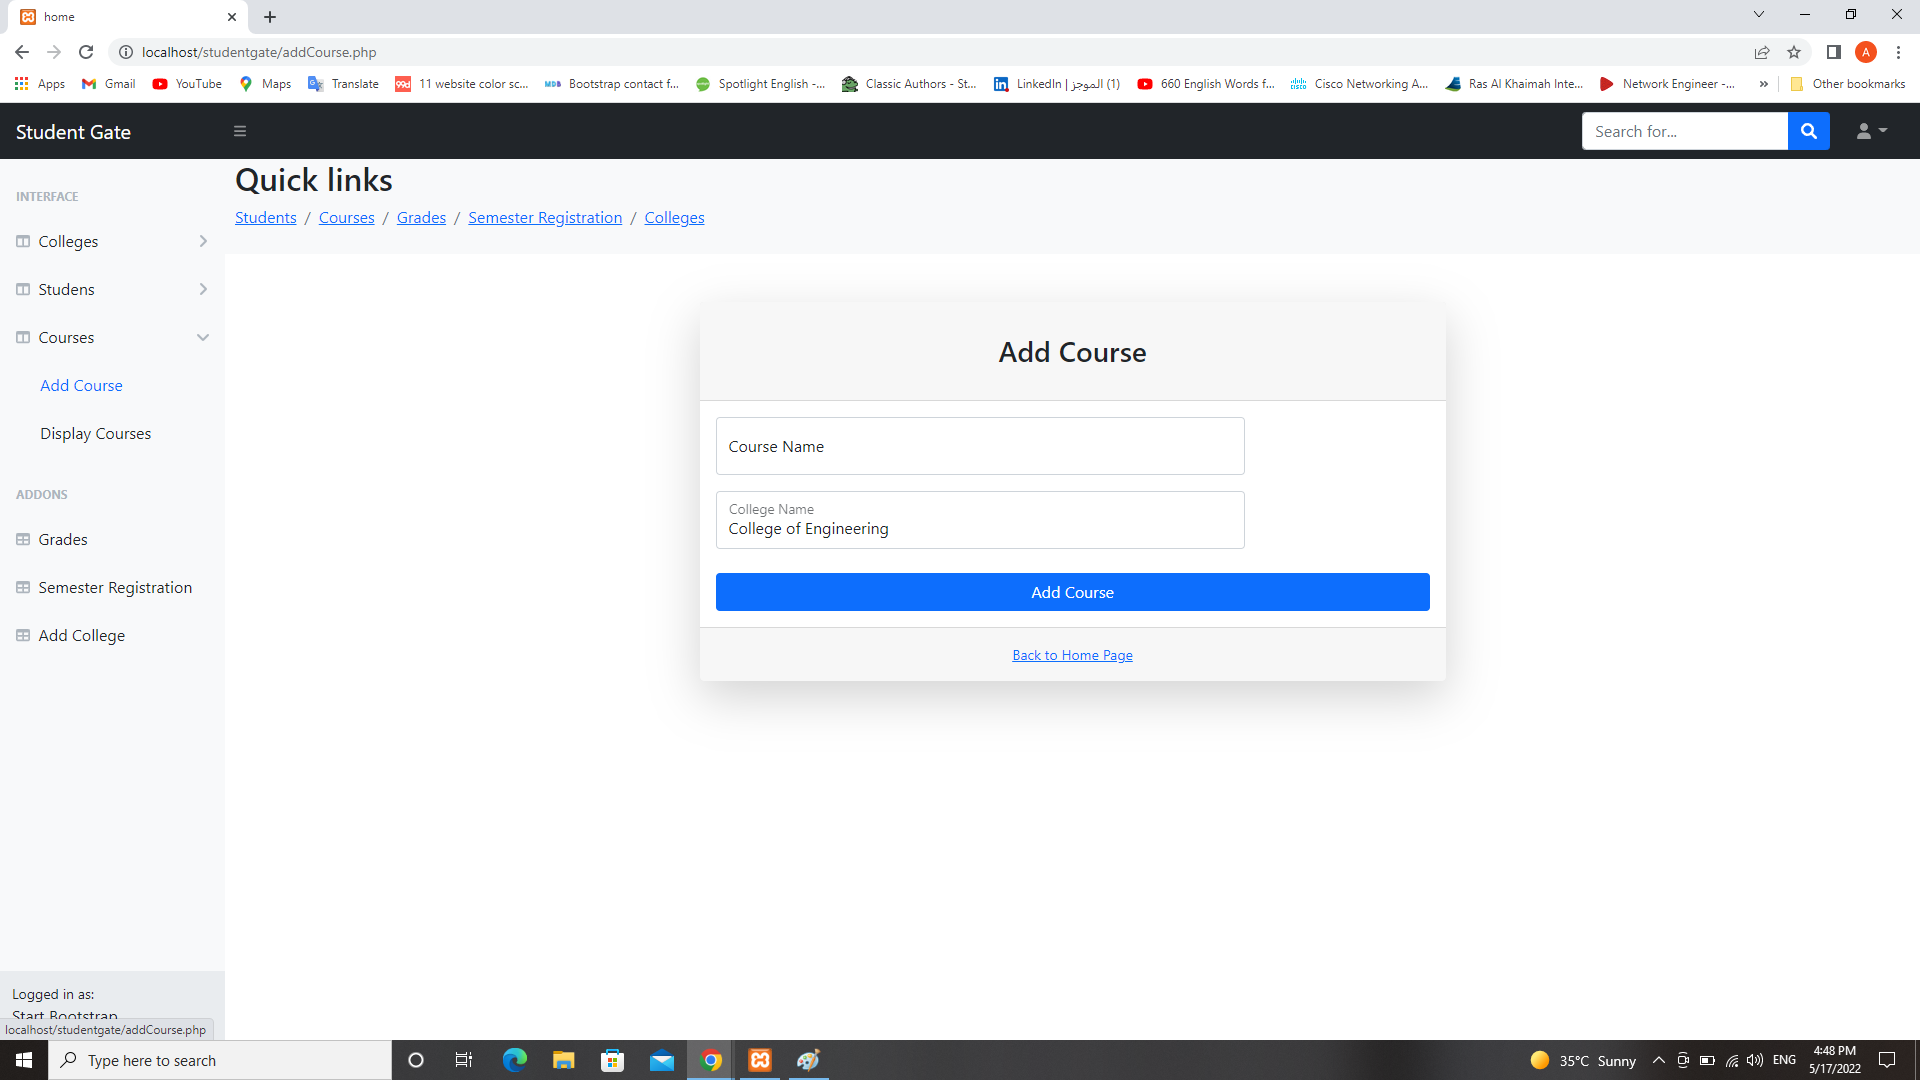 home
localhost/studentgate/addCourse.php
A
Apps
Gmail
YouTube
Maps
Translate
11 website color sc...
Bootstrap contact f...
Spotlight English -...
Classic Authors - St...
LinkedIn | الموجز (1)
660 English Words f...
Cisco Networking A...
Ras Al Khaimah Inte...
Network Engineer -...
»
Other bookmarks
Student Gate
Search for...
Quick links
Students / Courses / Grades / Semester Registration / Colleges
INTERFACE
Colleges
Studens
Courses
Add Course
Display Courses
ADDONS
Grades
Semester Registration
Add College
Add Course
Course Name
College Name
College of Engineering
Add Course
Back to Home Page
Logged in as:
Start Bootstrap
localhost/studentgate/addCourse.php
Type here to search
35°C Sunny
ENG
4:48 PM
5/17/2022